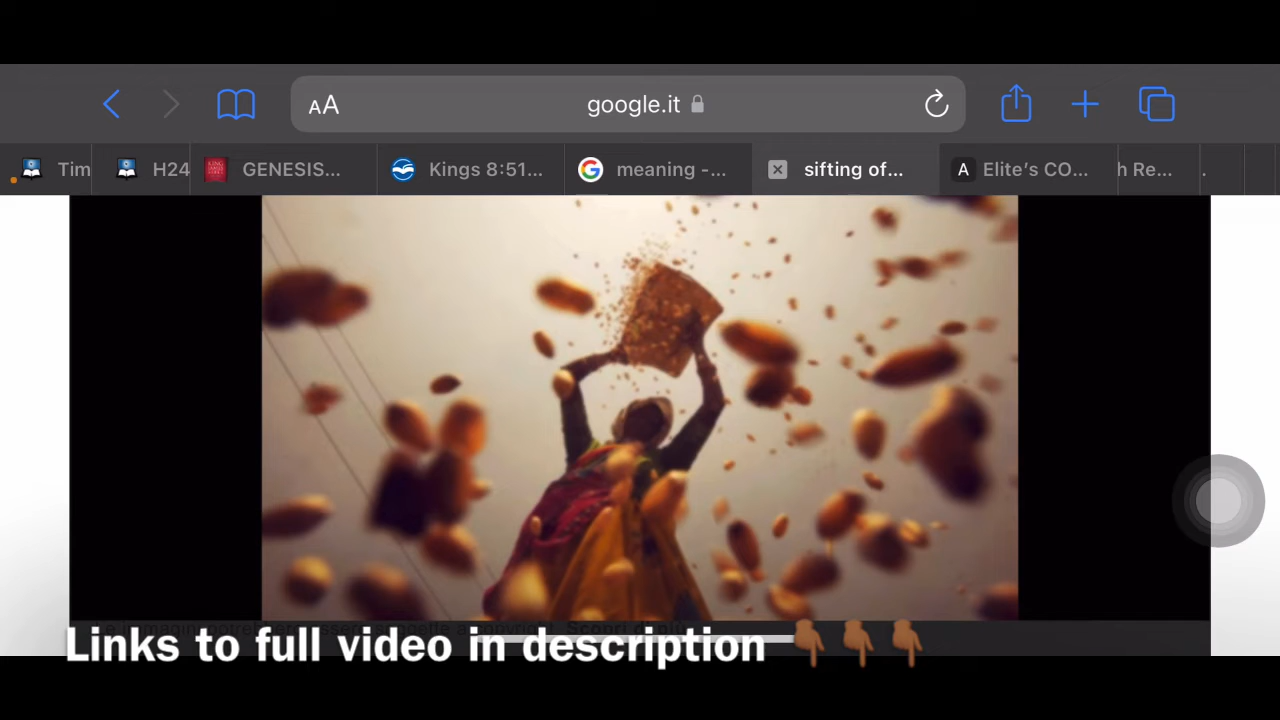 AA
google.it
Tim
H24
GENESIS...
Kings 8:51...
meaning -...
sifting of...
A
Elite’s CO...
h Re...
.
Links to full video in description